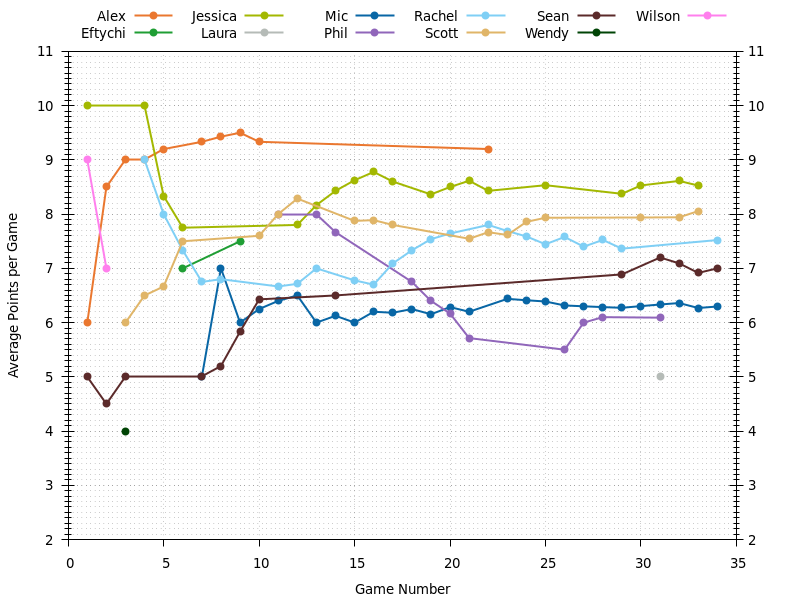 Alex Jessica Mic Rachel Sean Wilson
Eftychi Laura Phil Scott Wendy
11 11
10 10
9 9
8 8
7 7
6 6
5 5
4 4
3 3
2 2
0 5 10 15 20 25 30 35
Average Points per Game
Game Number